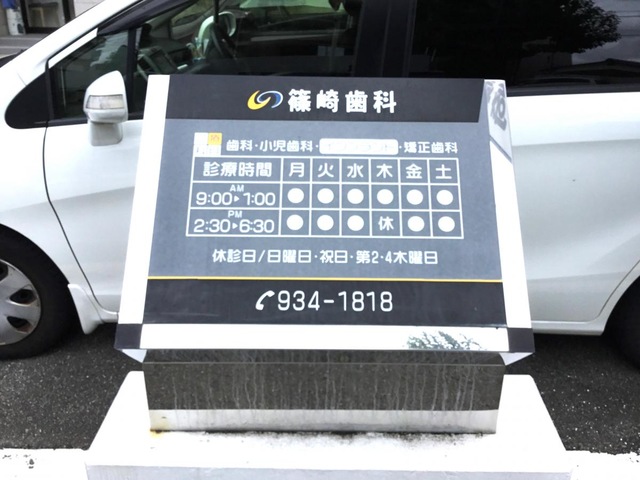 篠崎歯科
歯科・小児歯科・ ・矯正歯科
診療時間 月 火 水 木 金 土
AM 9:00▶1:00 ● ● ● ● ● ●
PM 2:30▶6:30 ● ● ● 休 ● ●
休診日/日曜日・祝日・第2・4木曜日
934-1818